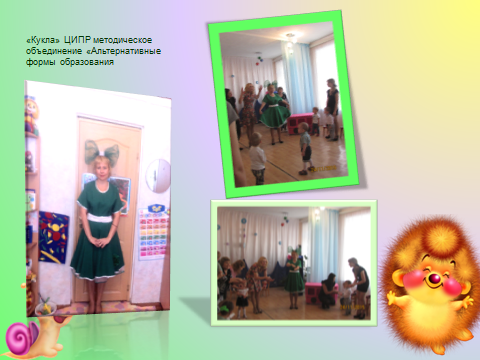 «Кукла» ЦИПР методическое
объединение «Альтернативные
формы образования